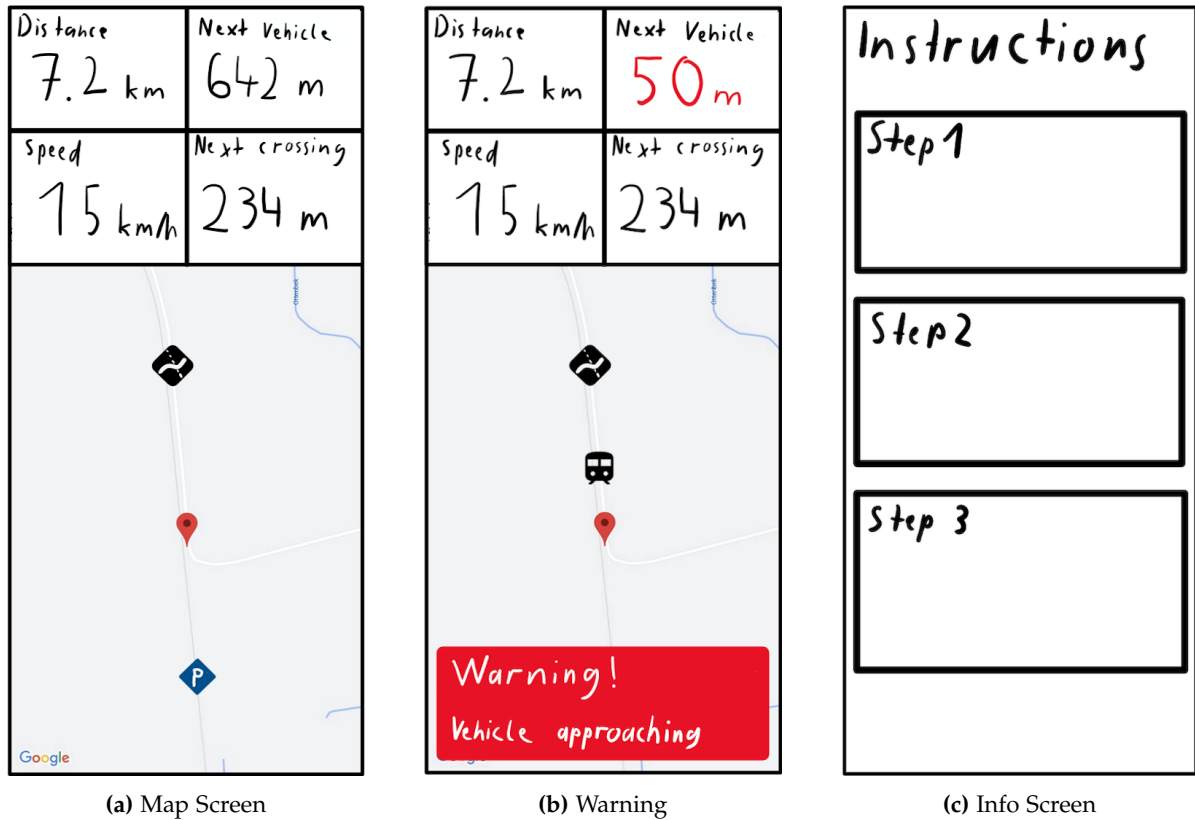 Distance
7.2 km
Next Vehicle
642 m
Speed
15 km/h
Next crossing
234 m
Ottenbek
P
Google
(a) Map Screen
Distance
7.2 km
Next Vehicle
50 m
Speed
15 km/h
Next crossing
234 m
Ottenbek
Warning!
Vehicle approaching
(b) Warning
Instructions
Step 1
Step 2
Step 3
(c) Info Screen